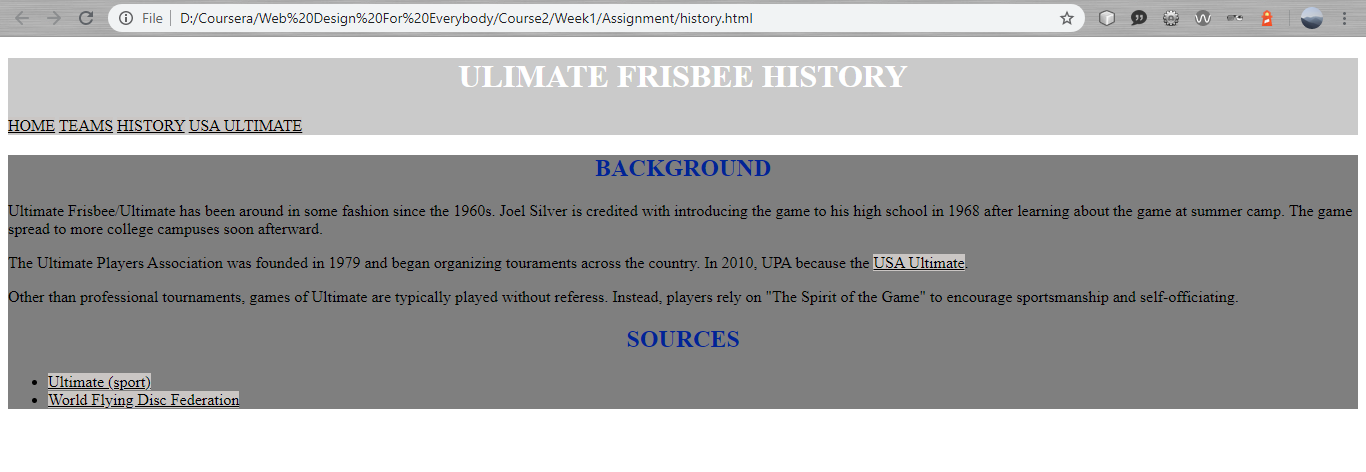 File D:/Coursera/Web%20Design%20For%20Everybody/Course2/Week1/Assignment/history.html
ULIMATE FRISBEE HISTORY
HOME TEAMS HISTORY USA ULTIMATE
BACKGROUND
Ultimate Frisbee/Ultimate has been around in some fashion since the 1960s. Joel Silver is credited with introducing the game to his high school in 1968 after learning about the game at summer camp. The game
spread to more college campuses soon afterward.
The Ultimate Players Association was founded in 1979 and began organizing touraments across the country. In 2010, UPA because the USA Ultimate.
Other than professional tournaments, games of Ultimate are typically played without referess. Instead, players rely on "The Spirit of the Game" to encourage sportsmanship and self-officiating.
SOURCES
• Ultimate (sport)
• World Flying Disc Federation